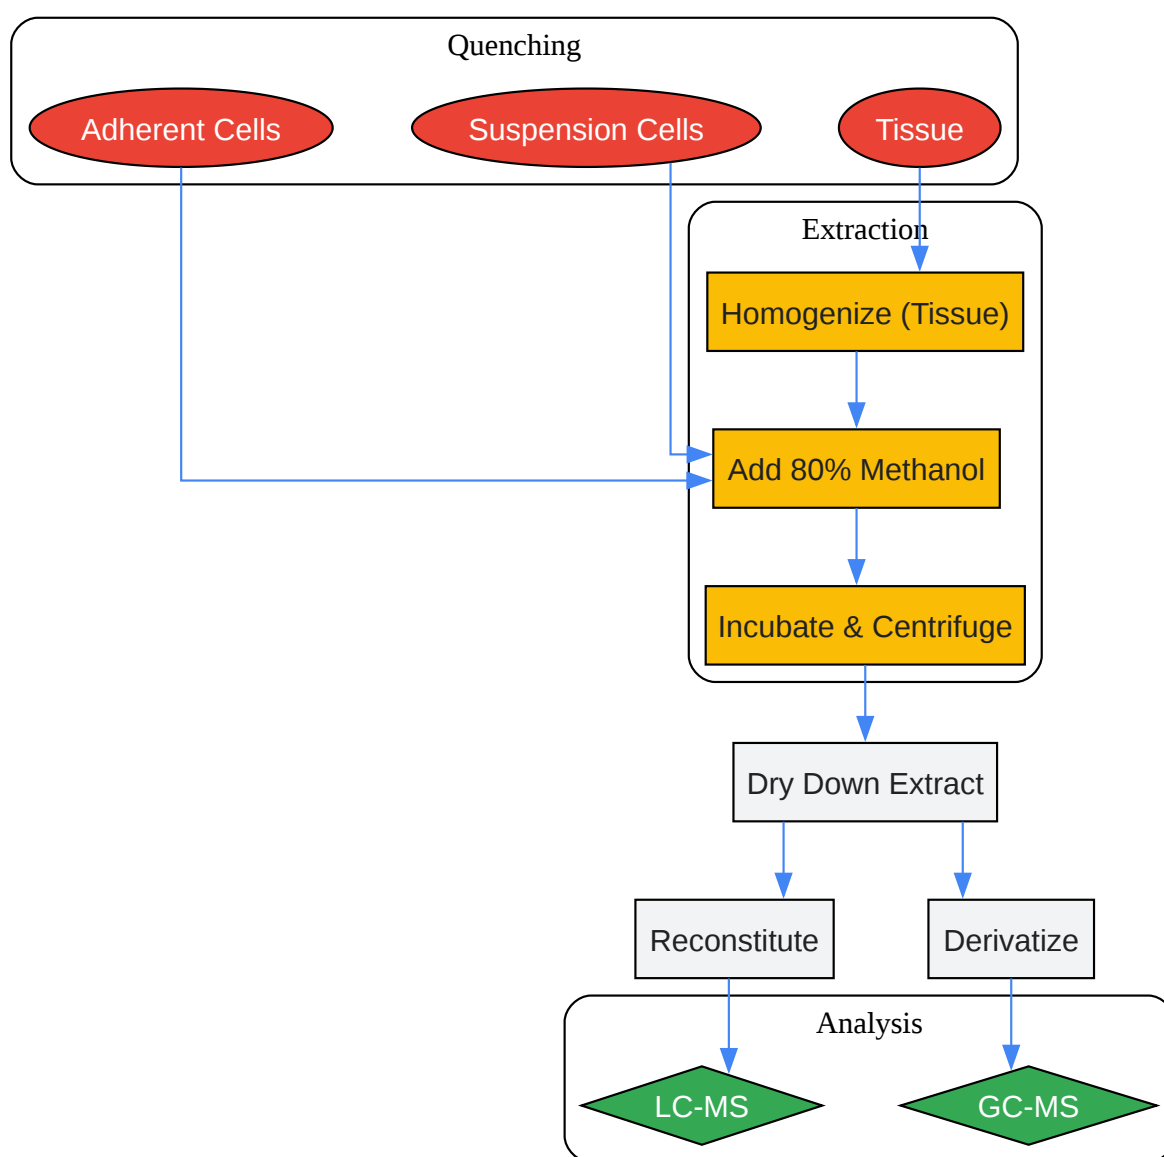 Quenching
Adherent Cells
Suspension Cells
Tissue
Extraction
Homogenize (Tissue)
Add 80% Methanol
Incubate & Centrifuge
Dry Down Extract
Reconstitute
Derivatize
Analysis
LC-MS
GC-MS